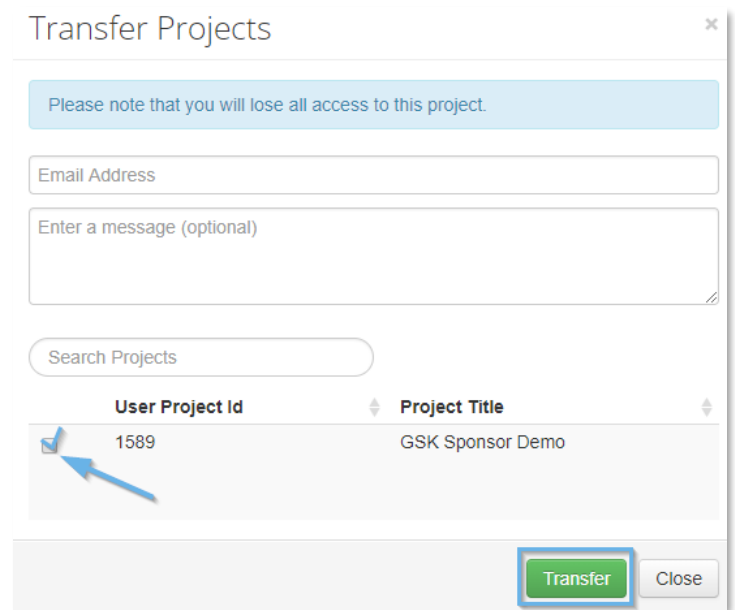 Transfer Projects ×
Please note that you will lose all access to this project.
Email Address
Enter a message (optional)
Search Projects
User Project Id Project Title
1589 GSK Sponsor Demo
Transfer Close